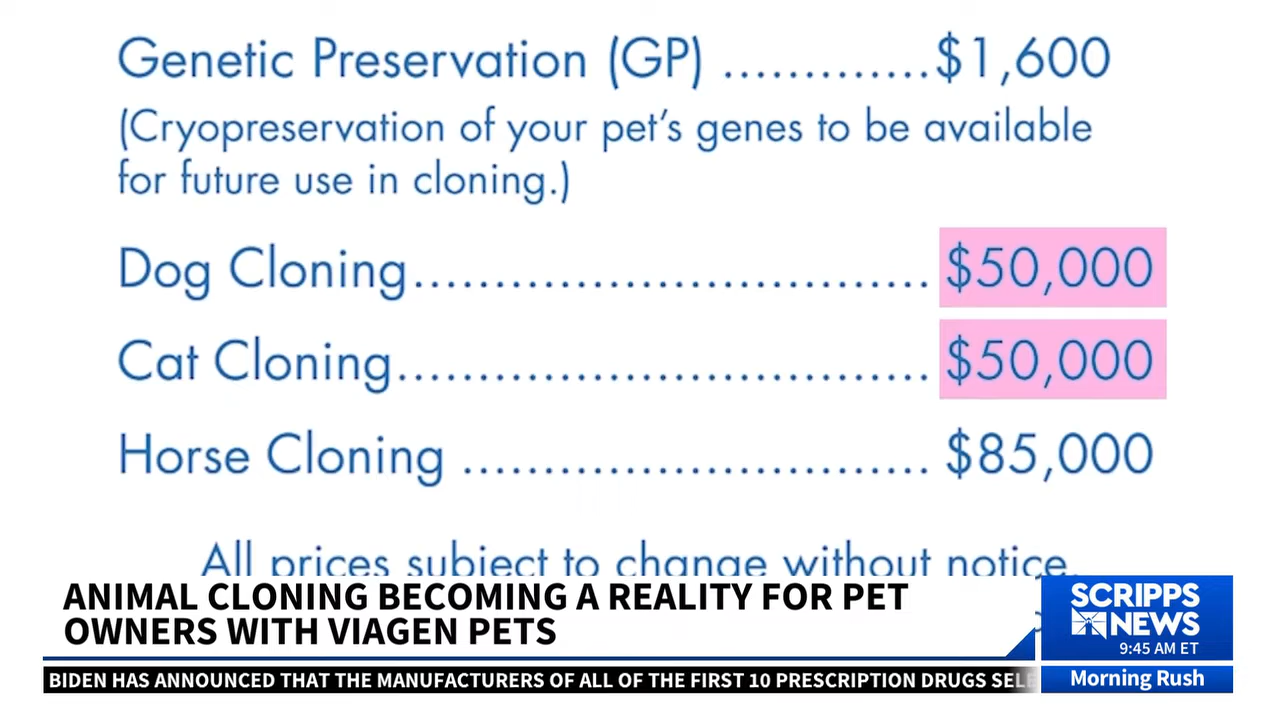 Genetic Preservation (GP) .............$1,600
(Cryopreservation of your pet's genes to be available
for future use in cloning.)
Dog Cloning................................. $50,000
Cat Cloning.................................. $50,000
Horse Cloning .............................. $85,000
All prices subject to change without notice.
ANIMAL CLONING BECOMING A REALITY FOR PET
OWNERS WITH VIAGEN PETS
SCRIPPS
NEWS
9:45 AM ET
BIDEN HAS ANNOUNCED THAT THE MANUFACTURERS OF ALL OF THE FIRST 10 PRESCRIPTION DRUGS
Morning Rush